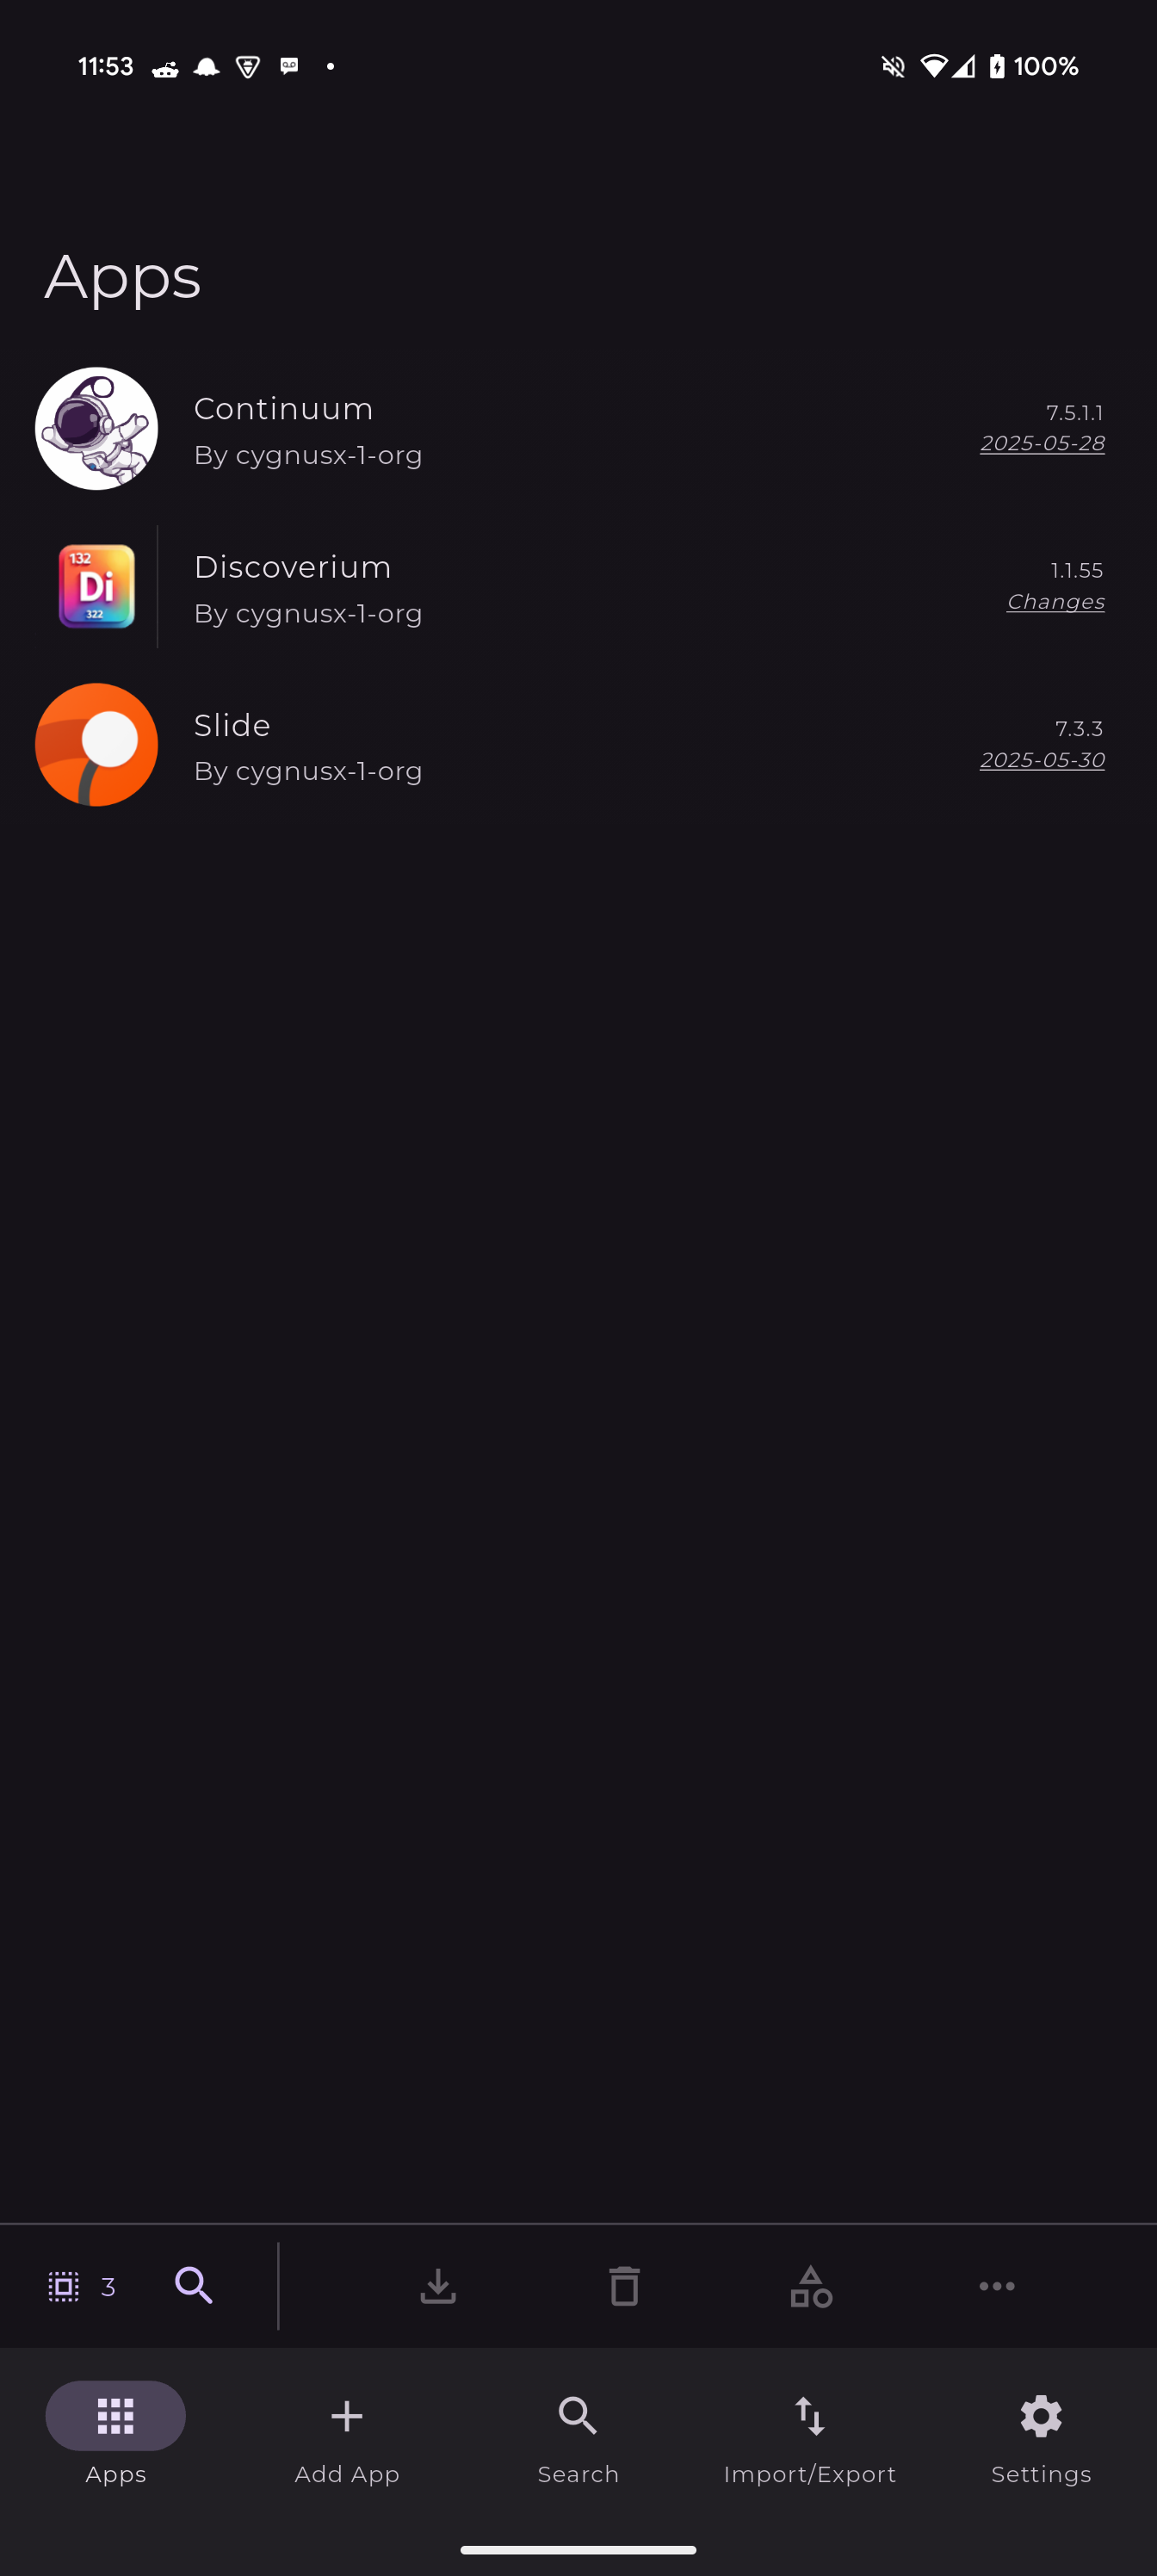 11:53
100%
Apps
Continuum
By cygnusx-1-org
7.5.1.1
2025-05-28
132
Di
322
Discoverium
By cygnusx-1-org
1.1.55
Changes
Slide
By cygnusx-1-org
7.3.3
2025-05-30
3
Apps
Add App
Search
Import/Export
Settings